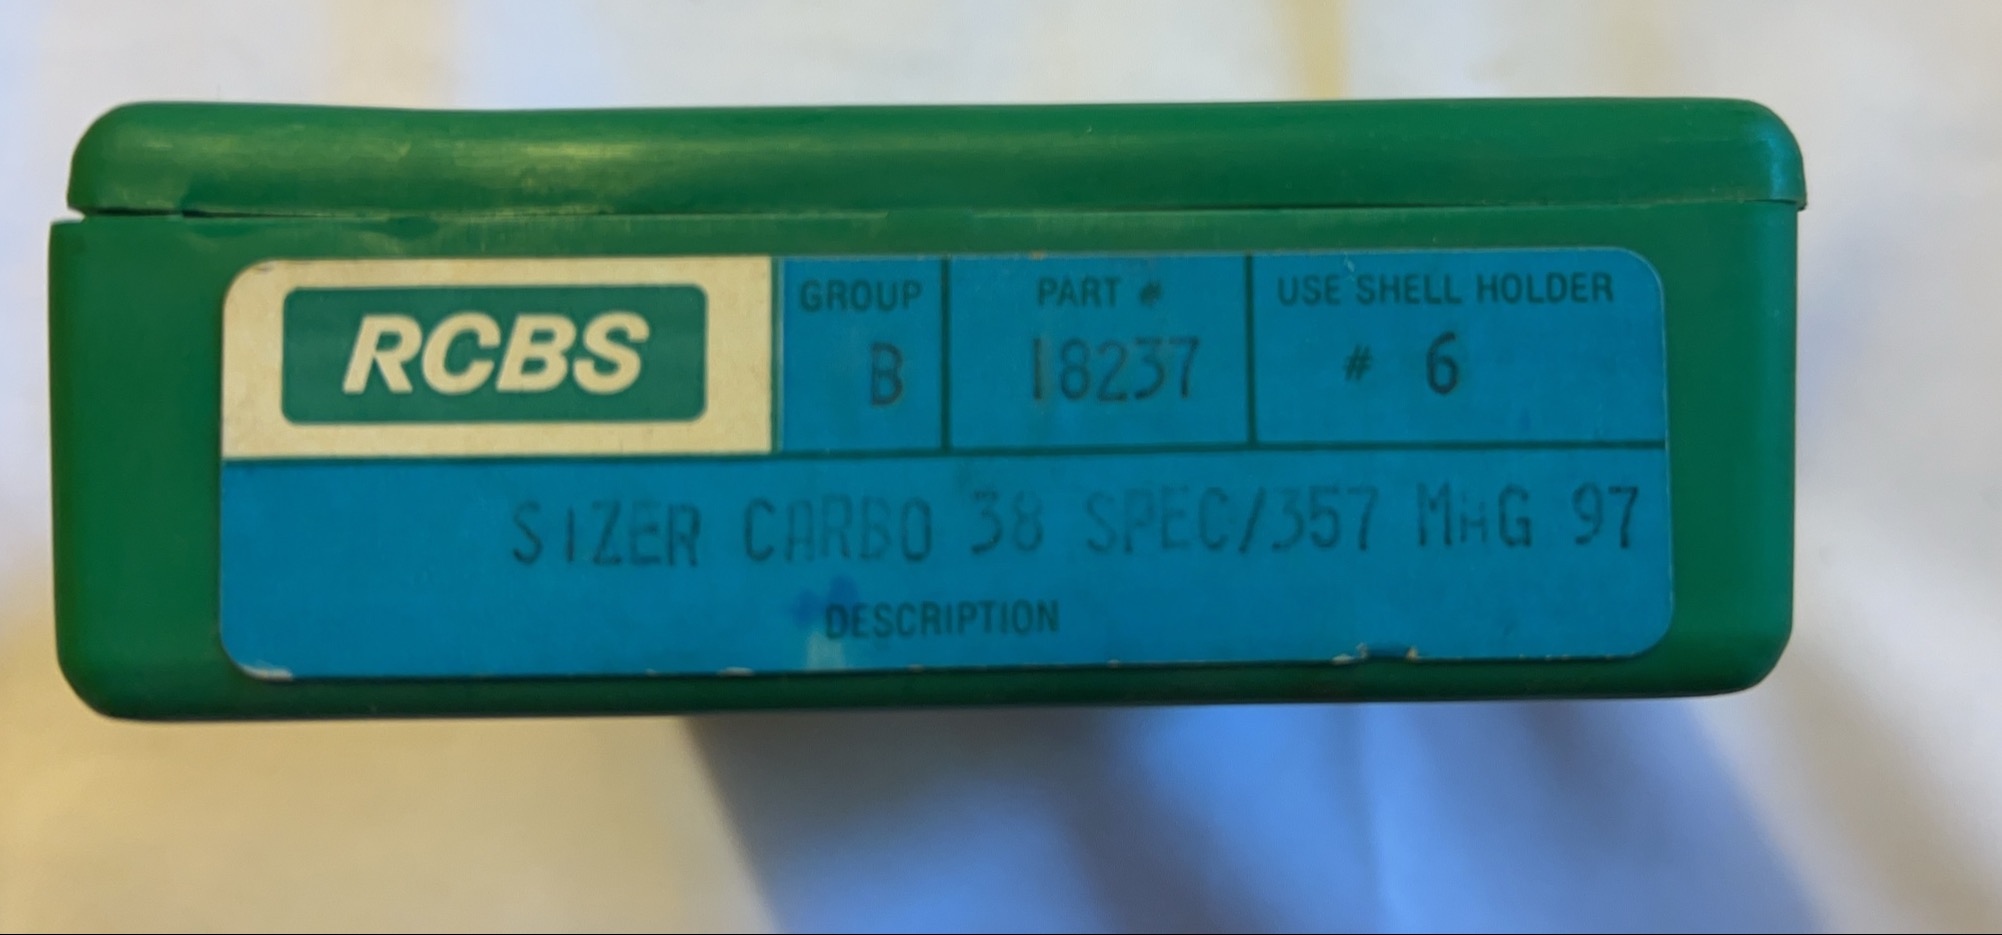 RCBS
GROUP PART # USE SHELL HOLDER
B 18237 # 6
SIZER CARBO 38 SPEC/357 MAG 97
DESCRIPTION